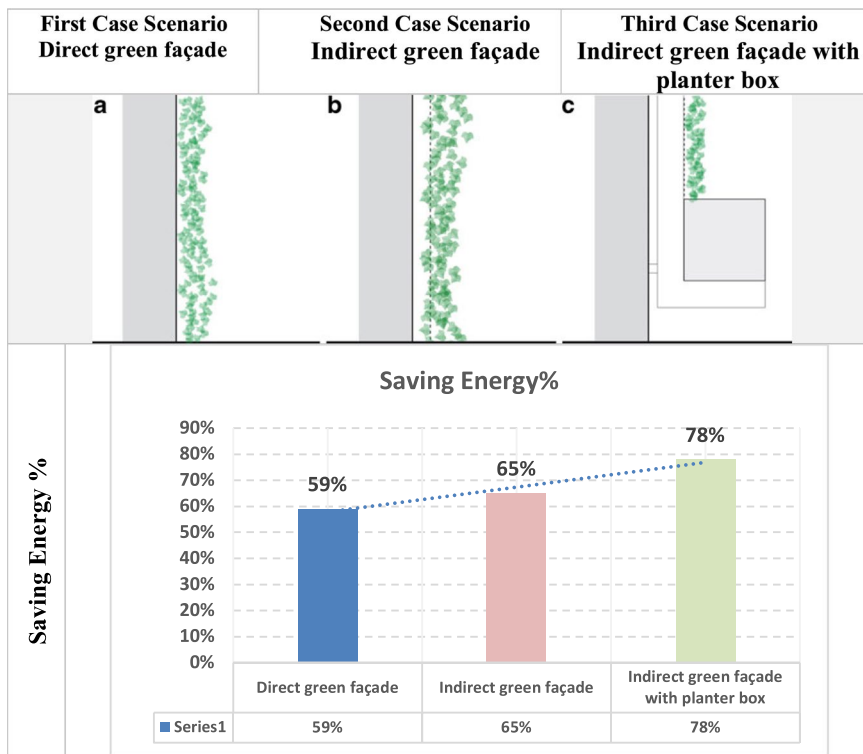 First Case Scenario
Direct green façade
Second Case Scenario
Indirect green façade
Third Case Scenario
Indirect green façade with
planter box
a
b
c
Saving Energy%
Saving Energy %
90%
80%
70%
60%
50%
40%
30%
20%
10%
0%
59%
65%
78%
Direct green façade
Indirect green façade
Indirect green façade
with planter box
Series1
59%
65%
78%